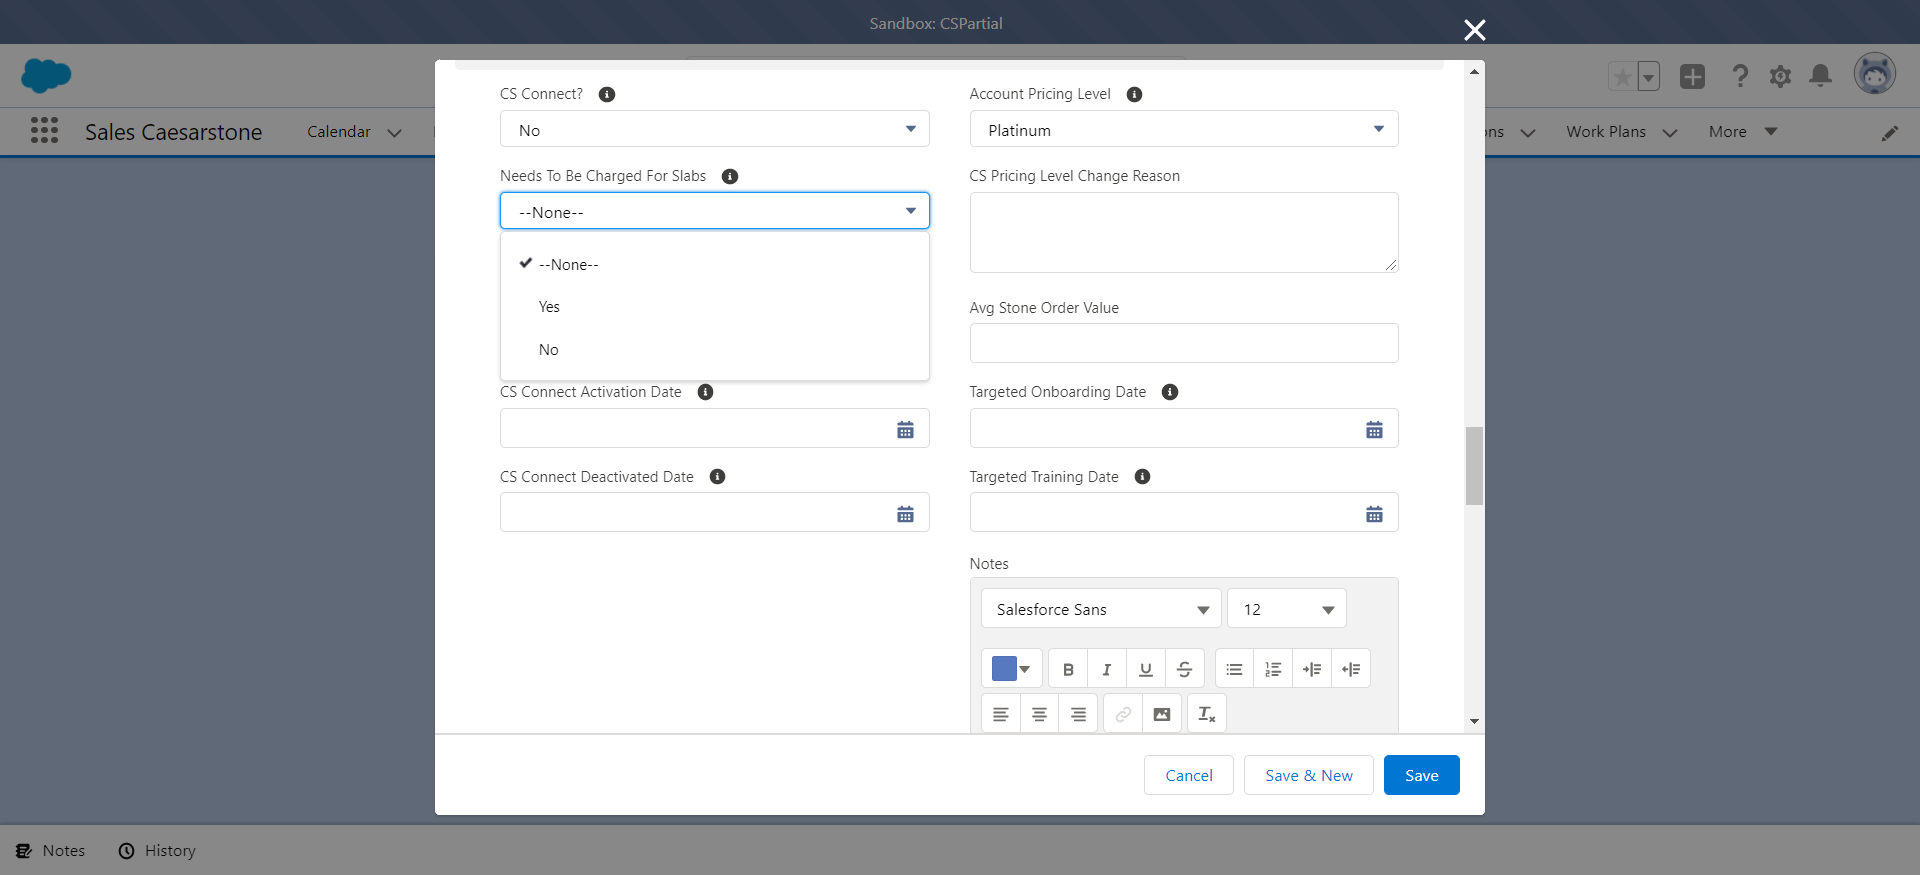 Sandbox: CSPartial
Sales Caesarstone
Calendar
ons
Work Plans
More
CS Connect?
No
Account Pricing Level
Platinum
Needs To Be Charged For Slabs
--None--
--None--
Yes
No
CS Pricing Level Change Reason
Avg Stone Order Value
CS Connect Activation Date
Targeted Onboarding Date
CS Connect Deactivated Date
Targeted Training Date
Notes
Salesforce Sans
12
Cancel
Save & New
Save
Notes
History